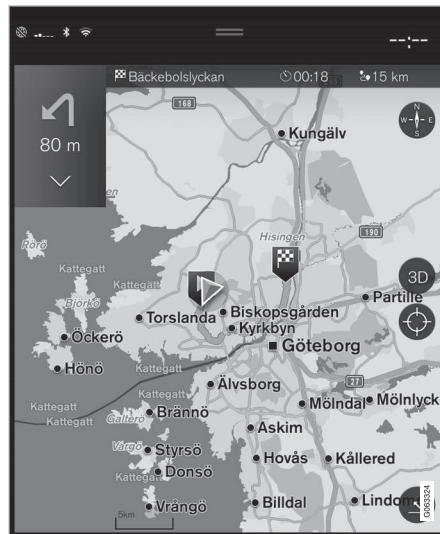 --:--
Bäckebolslyckan 00:18 15 km
80 m
N
W E
S
168
Kungälv
Rörö
Hisingen
190
Kattegatt
Kattegatt
3D
Björkö
Partille
Torslanda
Biskopsgården
Kyrkbyn
Öckerö
Göteborg
Hönö
Kattegatt
Kattegatt
27
Älvsborg
Mölndal
Mölnlyck
Kattegatt
Brännö
Kattegatt
Galterö
Askim
Vargö
Styrsö
Hovås
Kållered
Donsö
Kattegatt
Vrångö
Billdal
Lindom
5km
G063324